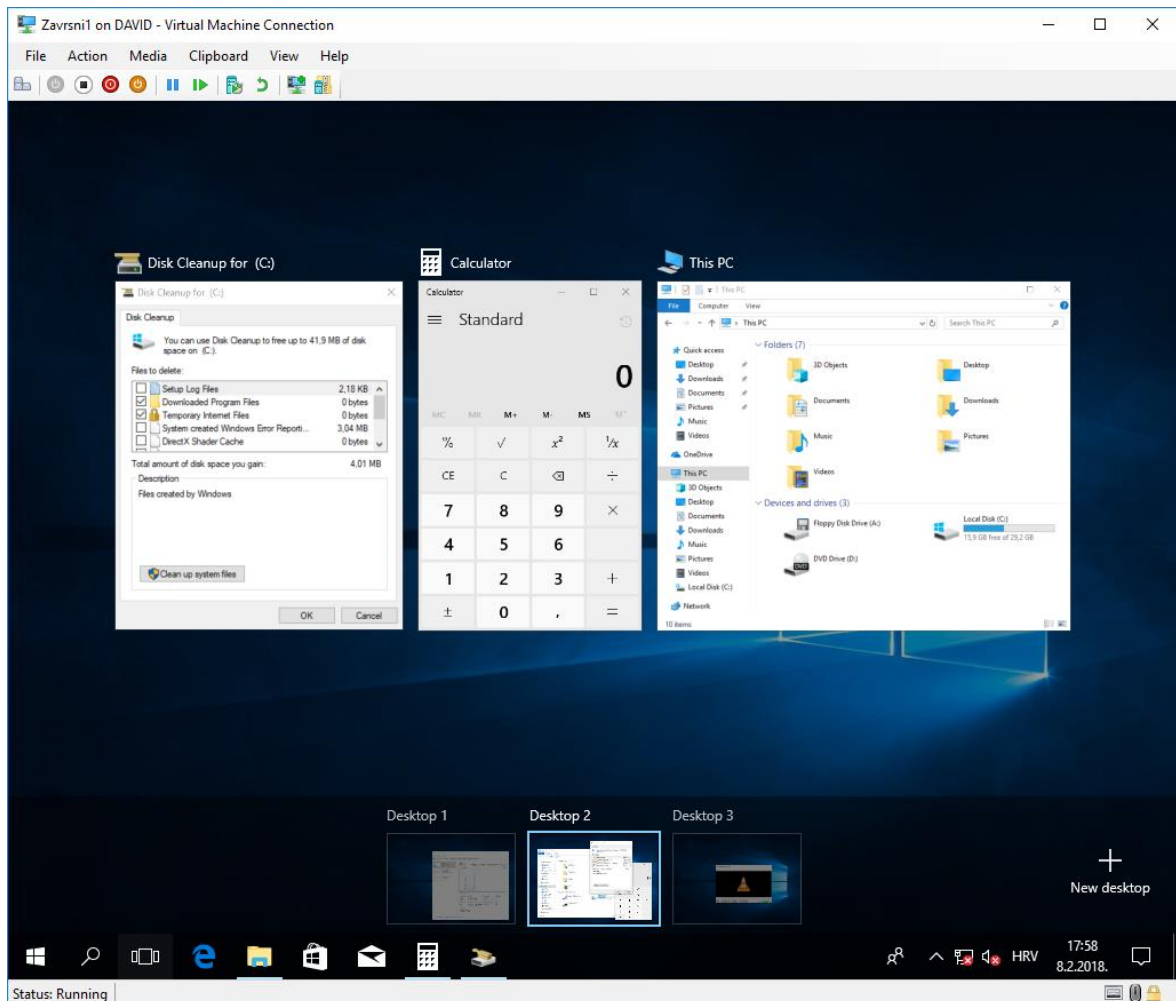 Zavrsni1 on DAVID - Virtual Machine Connection
File Action Media Clipboard View Help
Disk Cleanup for (C:)
Disk Cleanup for (C:)
Disk Cleanup
You can use Disk Cleanup to free up to 41,9 MB of disk
space on (C:).
Files to delete:
Setup Log Files 2,18 KB
Downloaded Program Files 0 bytes
Temporary Internet Files 0 bytes
System created Windows Error Reporti... 3,04 MB
DirectX Shader Cache 0 bytes
Total amount of disk space you gain: 4,01 MB
Description
Files created by Windows
Clean up system files
OK Cancel
Calculator
Calculator
Standard
0
MC MR M+ M- MS M˅
% √ x² ¹/x
CE C ÷
7 8 9 ×
4 5 6
1 2 3 +
± 0 , =
This PC
This PC
File Computer View
This PC Search This PC
Quick access
Desktop
Downloads
Documents
Pictures
Music
Videos
OneDrive
This PC
3D Objects
Desktop
Documents
Downloads
Music
Pictures
Videos
Local Disk (C:)
Network
Folders (7)
3D Objects Desktop
Documents Downloads
Music Pictures
Videos
Devices and drives (3)
Floppy Disk Drive (A:) Local Disk (C:)
15,9 GB free of 29,2 GB
DVD Drive (D:)
DVD
10 items
Desktop 1 Desktop 2 Desktop 3
New desktop
HRV
17:58
8.2.2018.
Status: Running